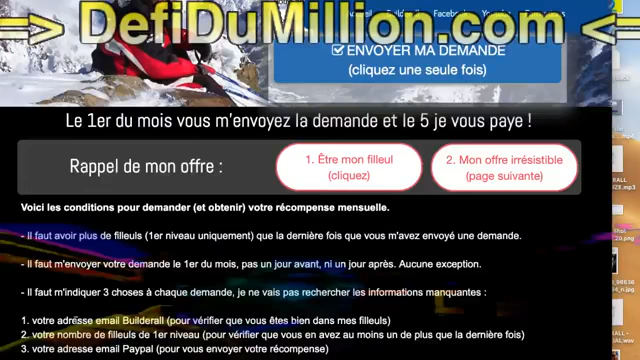 => DefiDuMillion.com <=
ENVOYER MA DEMANDE
(cliquez une seule fois)
Le 1er du mois vous m'envoyez la demande et le 5 je vous paye !
Rappel de mon offre :
1. Être mon filleul
(cliquez)
2. Mon offre irrésistible
(page suivante)
Voici les conditions pour demander (et obtenir) votre récompense mensuelle.
- Il faut avoir plus de filleuls (1er niveau uniquement) que la dernière fois que vous m'avez envoyé une demande.
- Il faut m'envoyer votre demande le 1er du mois, pas un jour avant, ni un jour après. Aucune exception.
- Il faut m'indiquer 3 choses à chaque demande, je ne vais pas rechercher les informations manquantes :
1. votre adresse email Builderall (pour vérifier que vous êtes bien dans mes filleuls)
2. votre nombre de filleuls de 1er niveau (pour vérifier que vous en avez au moins un de plus que la dernière fois)
3. votre adresse email Paypal (pour vous envoyer votre récompense)